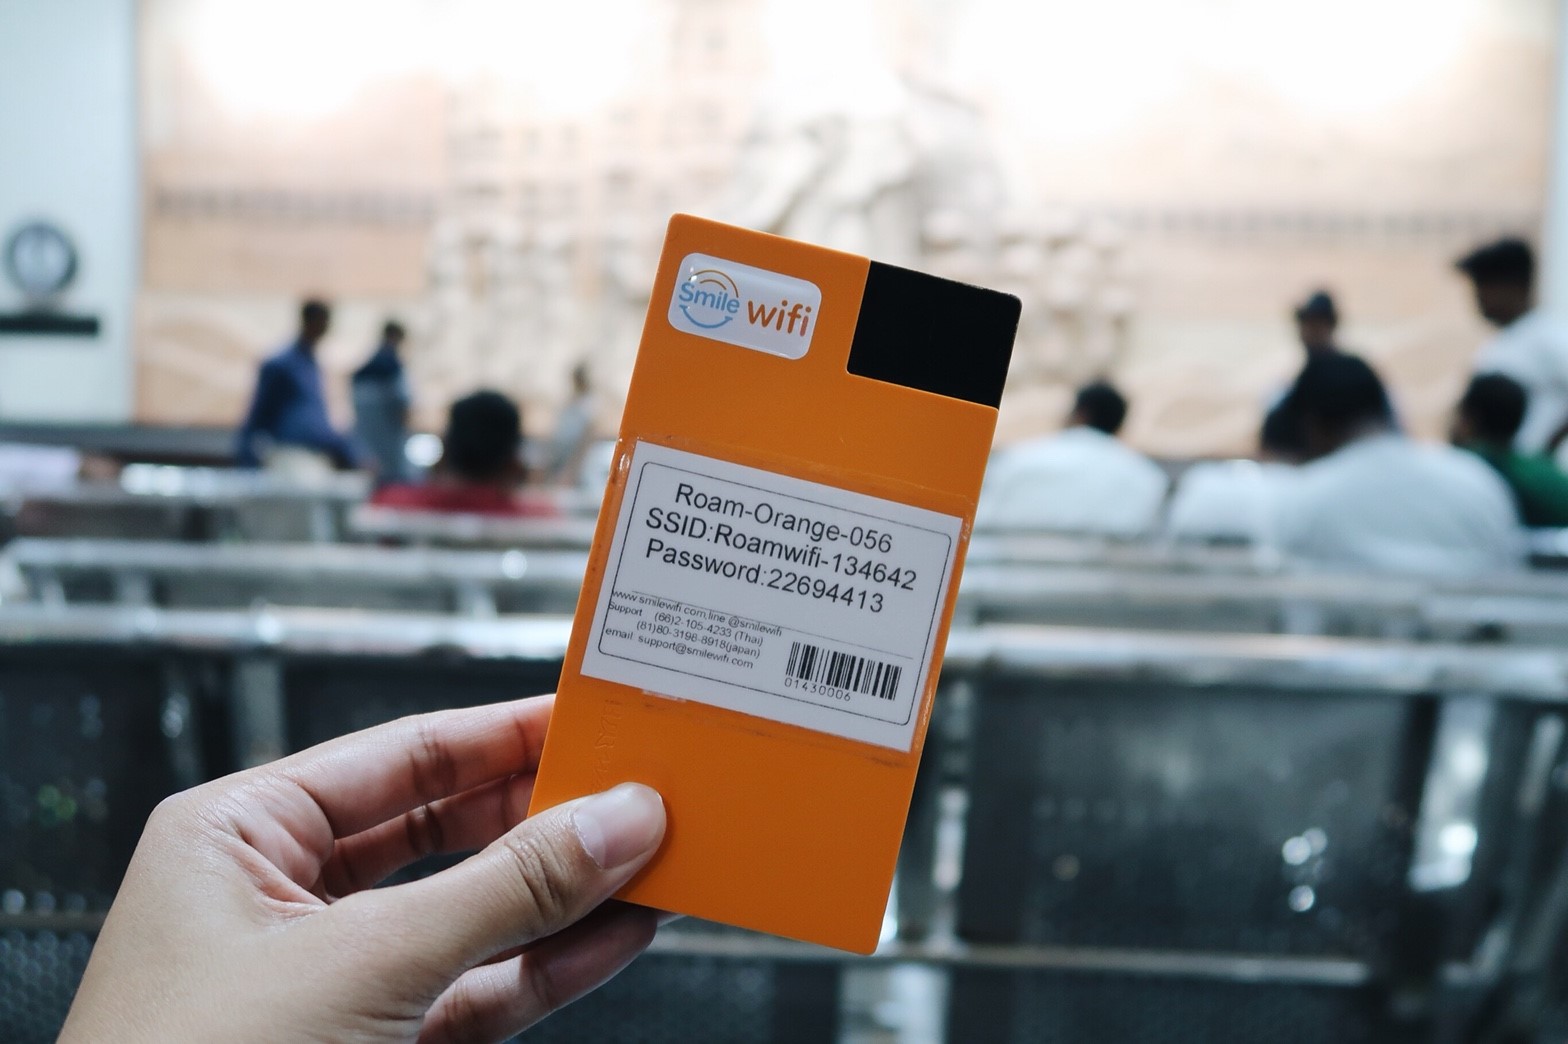 Smile wifi
Roam-Orange-056
SSID:Roamwifi-134642
Password:22694413
www.smilewifi.com,line @smilewifi
Support (66)2-105-4233 (Thai)
(81)80-3198-8918(japan)
email support@smilewifi.com
01430006